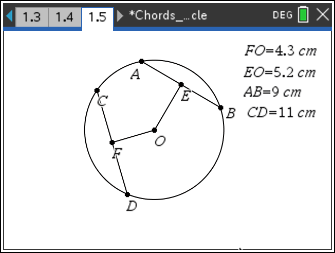 1.3 1.4 1.5 *Chords_...cle DEG
FO=4.3 cm
EO=5.2 cm
AB=9 cm
CD=11 cm
A
E
C
B
O
F
D